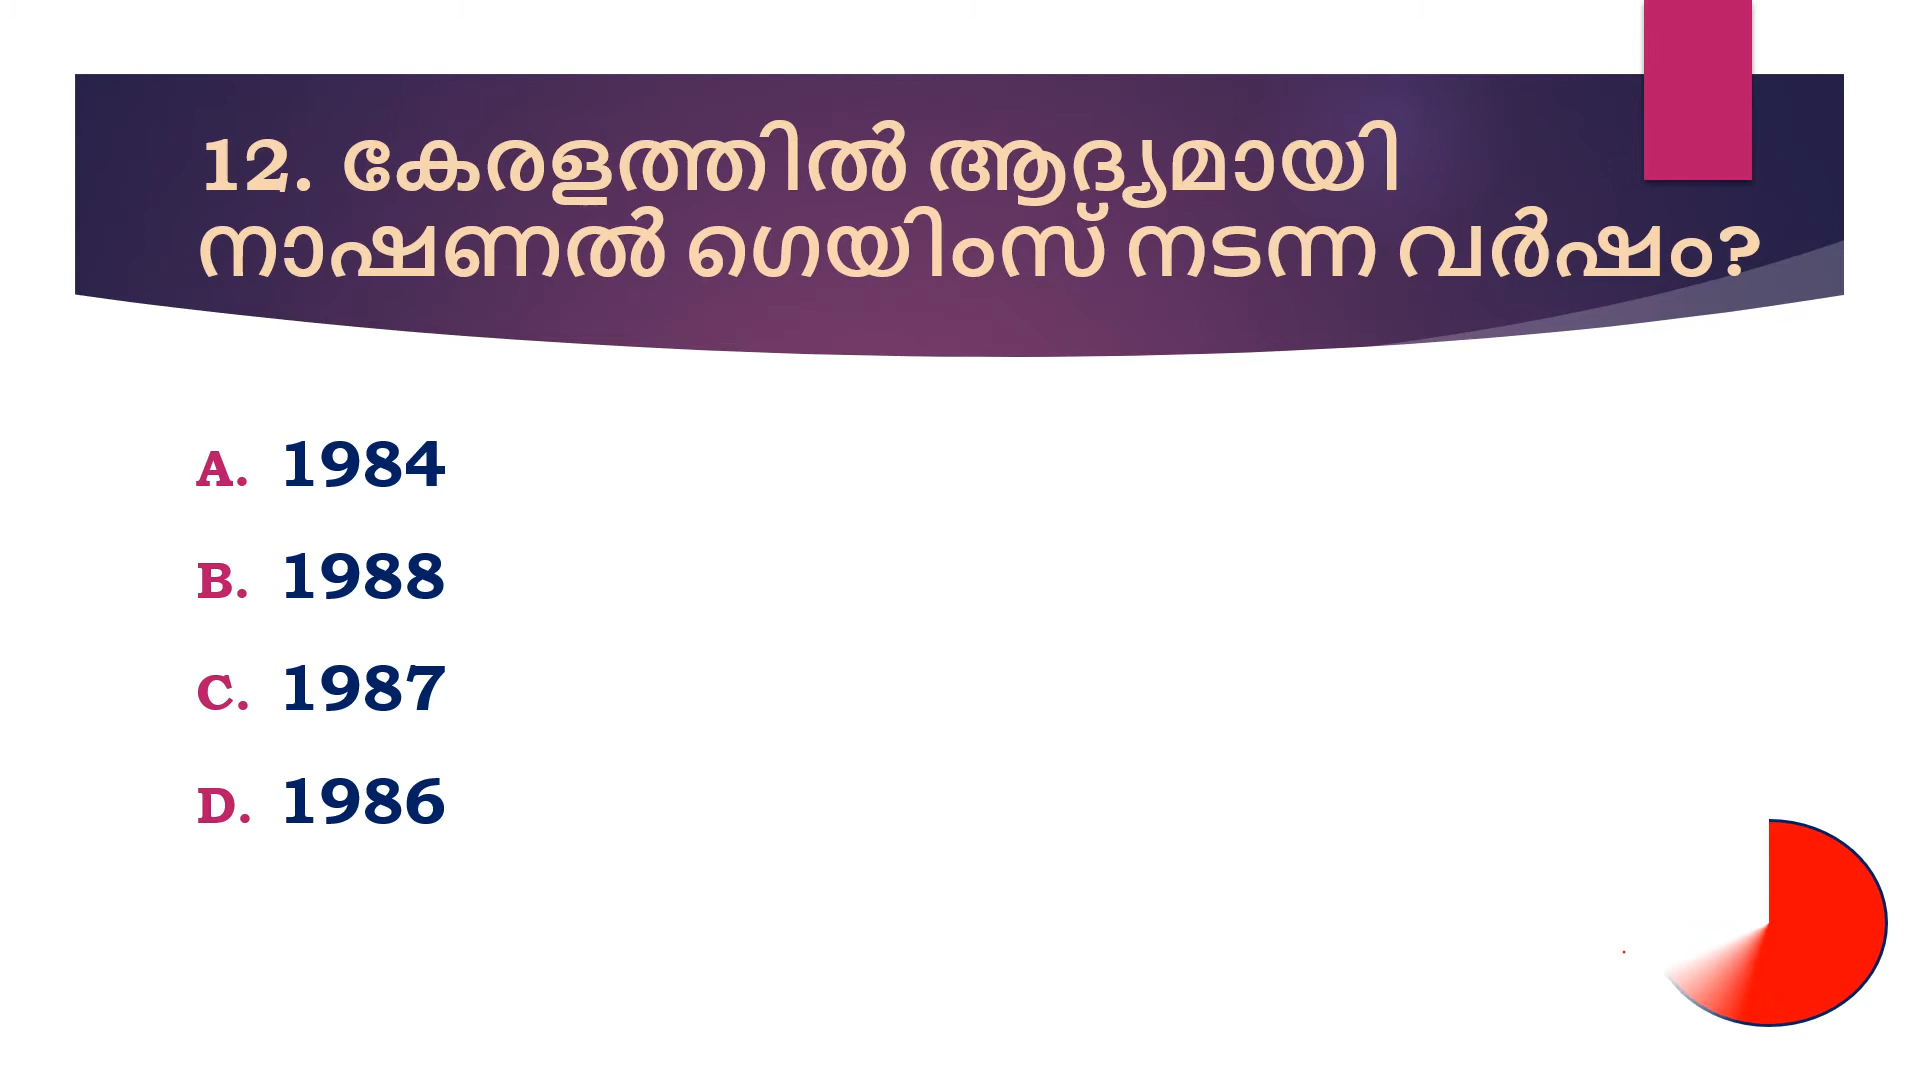 12. കേരളത്തിൽ ആദ്യമായി
നാഷണൽ ഗെയിംസ് നടന്ന വർഷം?
A. 1984
B. 1988
C. 1987
D. 1986